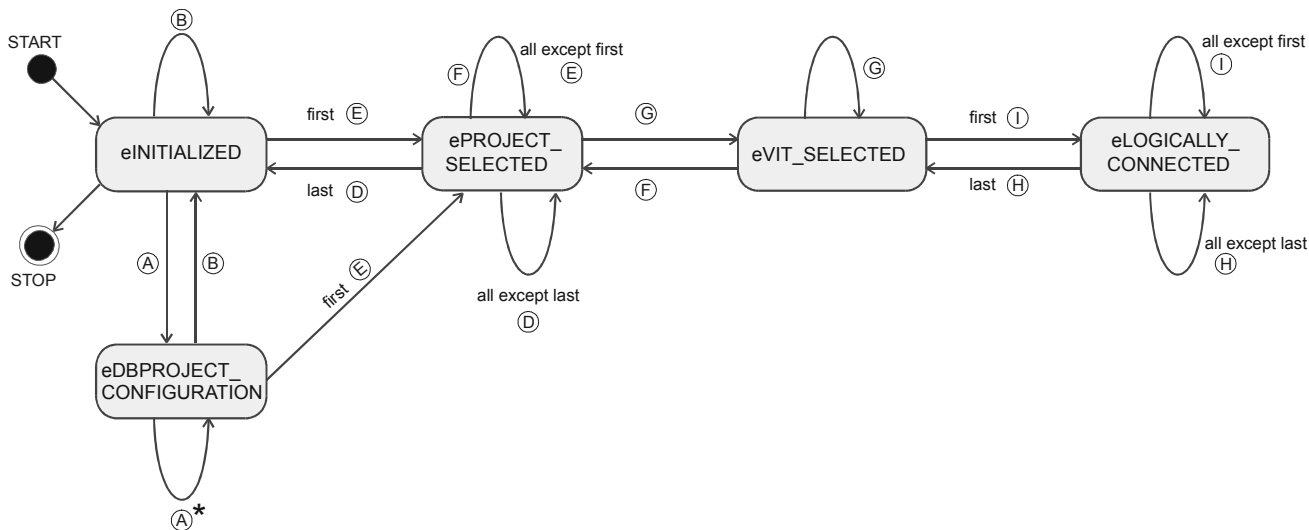 START
Ⓑ
eINITIALIZED
STOP
first Ⓔ
last Ⓓ
Ⓐ
Ⓑ
eDBPROJECT_
CONFIGURATION
Ⓐ*
first Ⓔ
Ⓕ
all except first
Ⓔ
ePROJECT_
SELECTED
all except last
Ⓓ
Ⓖ
Ⓕ
Ⓖ
eVIT_SELECTED
first Ⓘ
last Ⓗ
all except first
Ⓘ
eLOGICALLY_
CONNECTED
all except last
Ⓗ